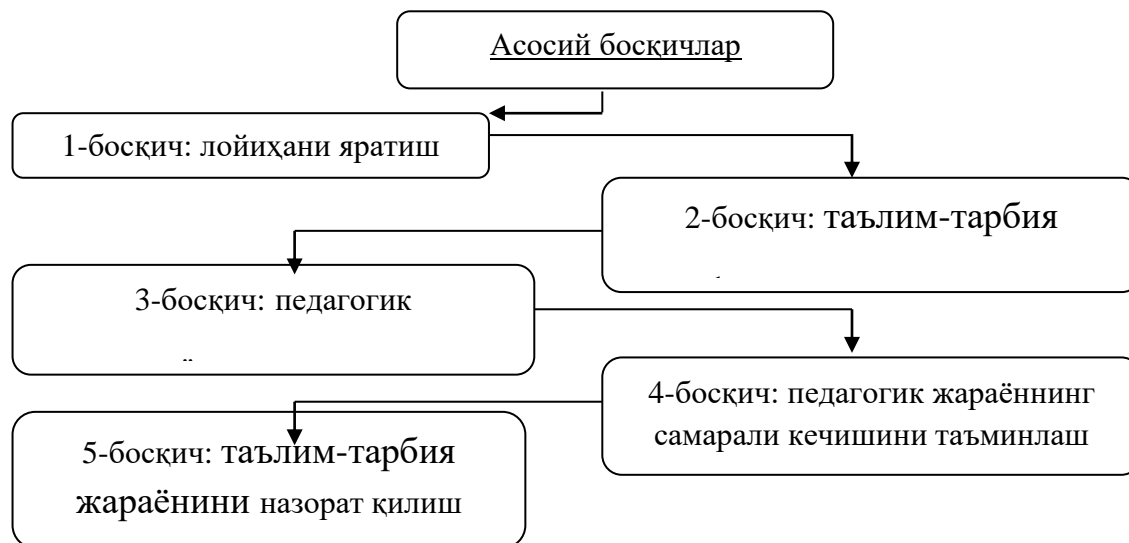 Асосий босқичлар
1-босқич: лойиҳани яратиш
2-босқич: таълим-тарбия
3-босқич: педагогик
4-босқич: педагогик жараённинг
самарали кечишини таъминлаш
5-босқич: таълим-тарбия
жараёнини назорат қилиш